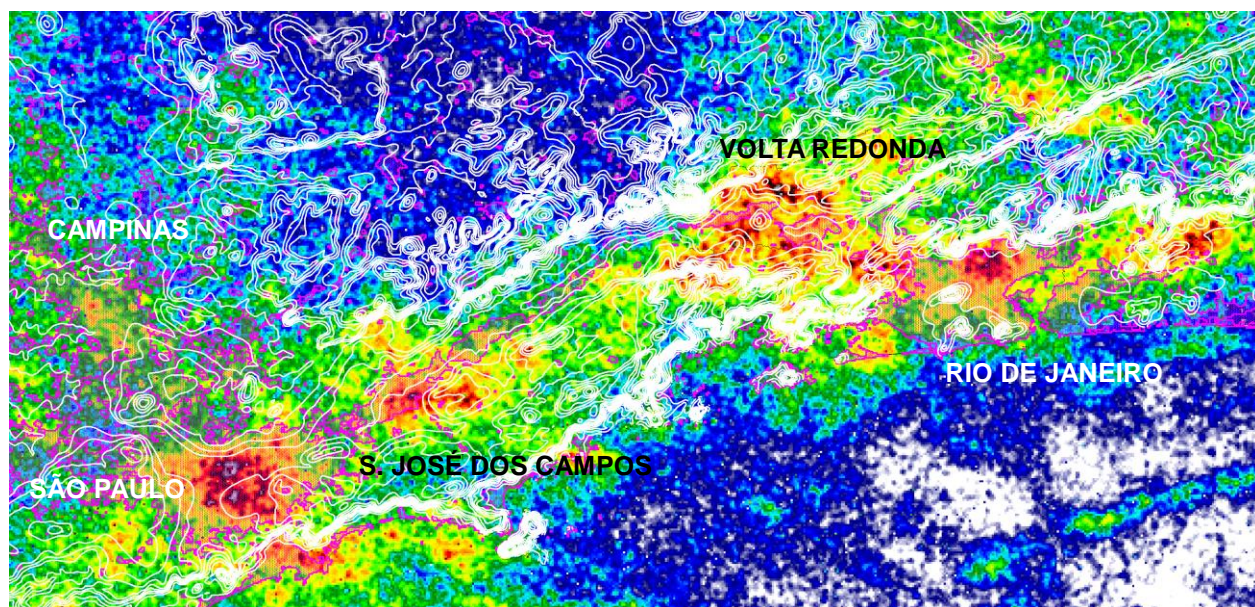 VOLTA REDONDA
CAMPINAS
RIO DE JANEIRO
S. JOSÉ DOS CAMPOS
SÃO PAULO